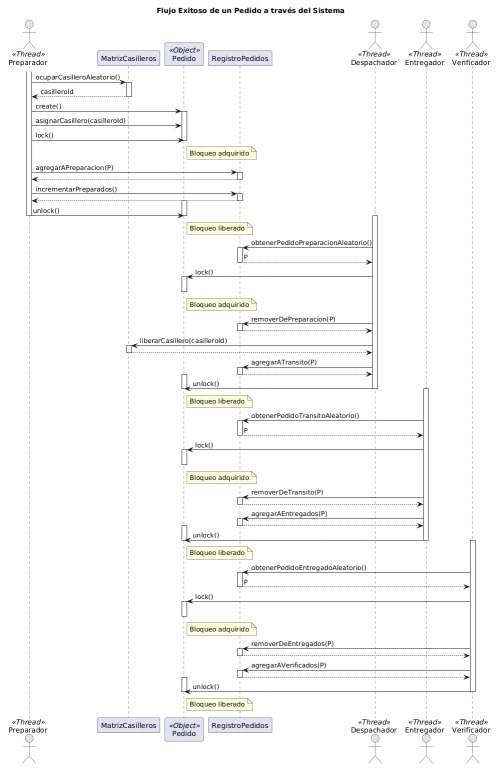 Flujo Exitoso de un Pedido a través del Sistema
«Thread»
Preparador
MatrizCasilleros
«Object»
Pedido
RegistroPedidos
«Thread»
Despachador
«Thread»
Entregador
«Thread»
Verificador
ocuparCasilleroAleatorio()
casilleroId
create()
asignarCasillero(casilleroId)
lock()
Bloqueo adquirido
agregarAPreparacion(P)
incrementarPreparados()
unlock()
Bloqueo liberado
obtenerPedidoPreparacionAleatorio()
P
lock()
Bloqueo adquirido
removerDePreparacion(P)
liberarCasillero(casilleroId)
agregarATransito(P)
unlock()
Bloqueo liberado
obtenerPedidoTransitoAleatorio()
P
lock()
Bloqueo adquirido
removerDeTransito(P)
agregarAEntregados(P)
unlock()
Bloqueo liberado
obtenerPedidoEntregadoAleatorio()
P
lock()
Bloqueo adquirido
removerDeEntregados(P)
agregarAVerificados(P)
unlock()
Bloqueo liberado
«Thread»
Preparador
MatrizCasilleros
«Object»
Pedido
RegistroPedidos
«Thread»
Despachador
«Thread»
Entregador
«Thread»
Verificador